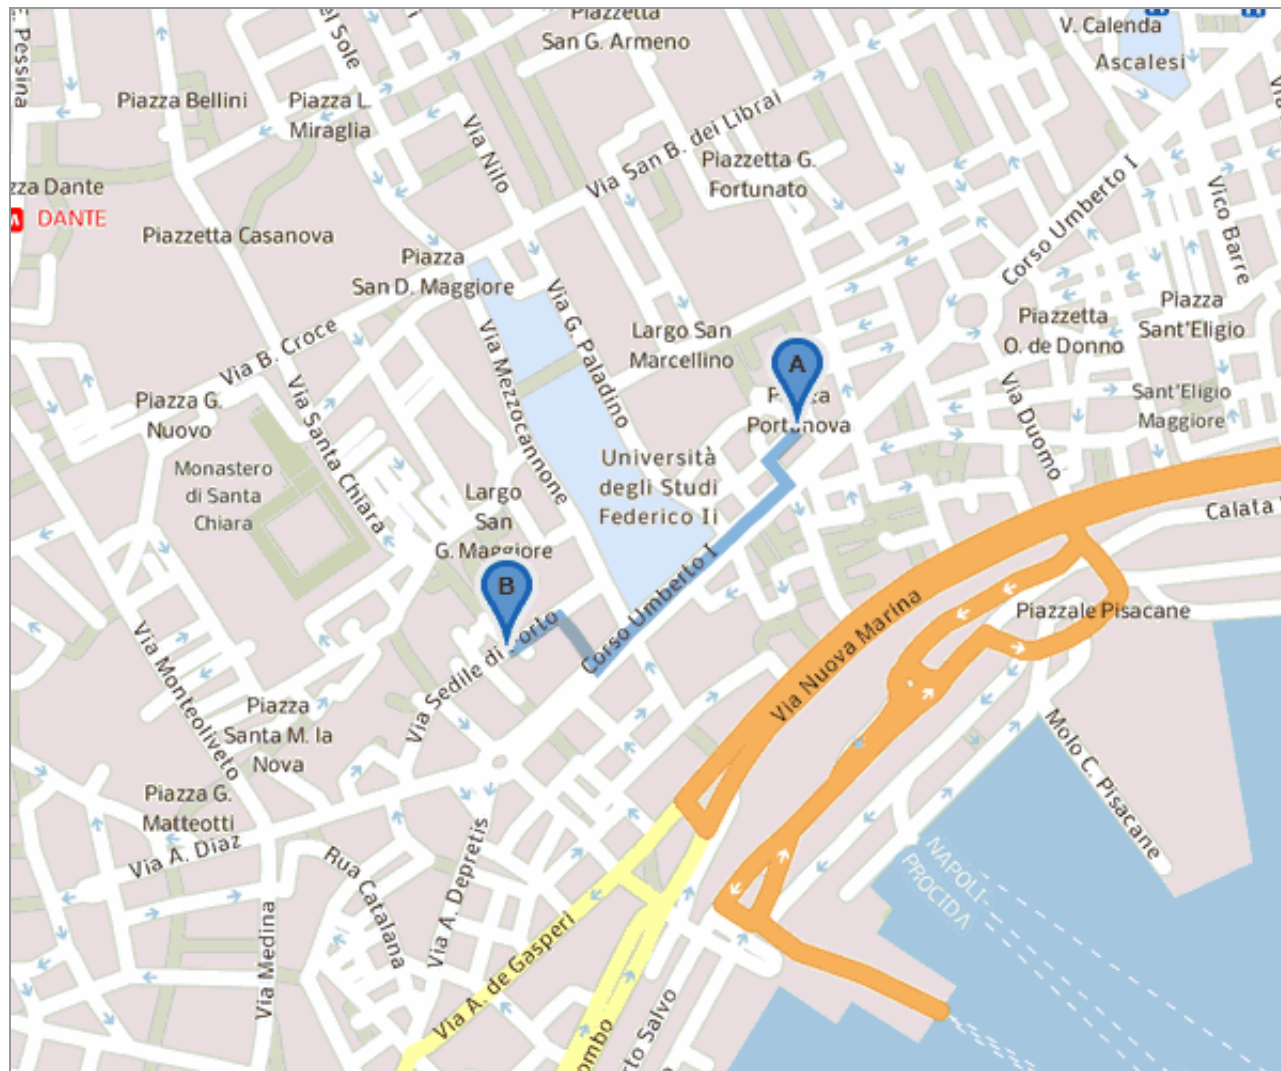 Piazzetta
San G. Armeno
V. Calenda
Ascalesi
Pessina
el Sole
Piazza Bellini
Piazza L.
Miraglia
Via Nilo
Via San B. dei Librai
Piazzetta G.
Fortunato
Corso Umberto I
Vico Barre
zza Dante
DANTE
Piazzetta Casanova
Piazza
San D. Maggiore
Via G. Paladino
Largo San
Marcellino
Piazzetta
O. de Donno
Piazza
Sant'Eligio
A
Portanova
Via B. Croce
Via Mezzocannone
Via Duomo
Sant'Eligio
Maggiore
Piazza G.
Nuovo
Via Santa Chiara
Monastero
di Santa
Chiara
Università
degli Studi
Federico Ii
Largo
San
G. Maggiore
B
Calata
Corso Umberto I
Via Sedile di Porto
Piazzale Pisacane
Via Nuova Marina
Via Monteoliveto
Piazza
Santa M. la
Nova
Molo C. Pisacane
Piazza G.
Matteotti
Via A. Diaz
Rua Catalana
Via A. Depretis
NAPOLI-
PROCIDA
Via Medina
Via A. de Gasperi
ombo
rto Salvo